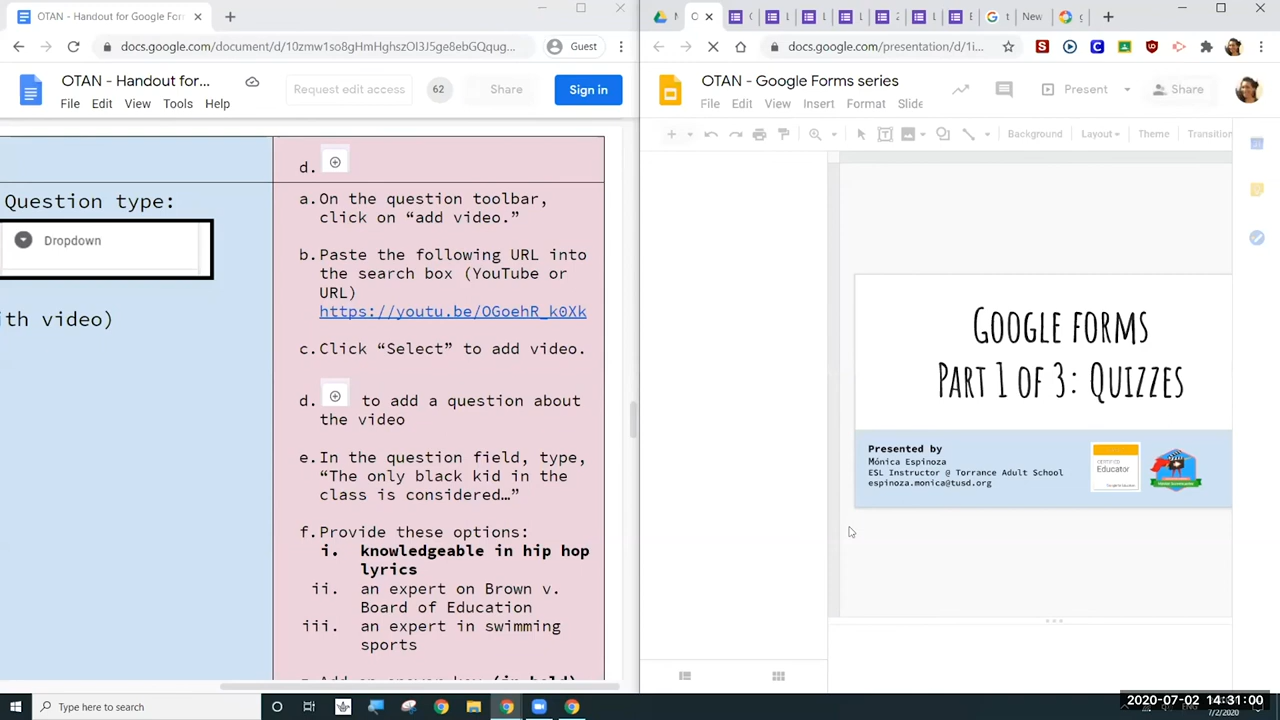 OTAN - Handout for Google Form
docs.google.com/document/d/10zmw1so8gHmHghszOl3J5ge8ebGQqug...
Guest
OTAN - Handout for...
Request edit access
62
Share
Sign in
File Edit View Tools Help
d.
Question type:
Dropdown
ith video)
a. On the question toolbar,
click on “add video.”
b. Paste the following URL into
the search box (YouTube or
URL)
https://youtu.be/OGoehR_k0Xk
c. Click “Select” to add video.
d. to add a question about
the video
e. In the question field, type,
“The only black kid in the
class is considered…”
f. Provide these options:
i. knowledgeable in hip hop
lyrics
ii. an expert on Brown v.
Board of Education
iii. an expert in swimming
sports
New
docs.google.com/presentation/d/1i...
OTAN - Google Forms series
Present
Share
File Edit View Insert Format Slide
Background Layout Theme Transition
Google forms
Part 1 of 3: Quizzes
Presented by
Mónica Espinoza
ESL Instructor @ Torrance Adult School
espinoza.monica@tusd.org
Educator
Type here to search
2020-07-02 14:31:00
7/2/2020